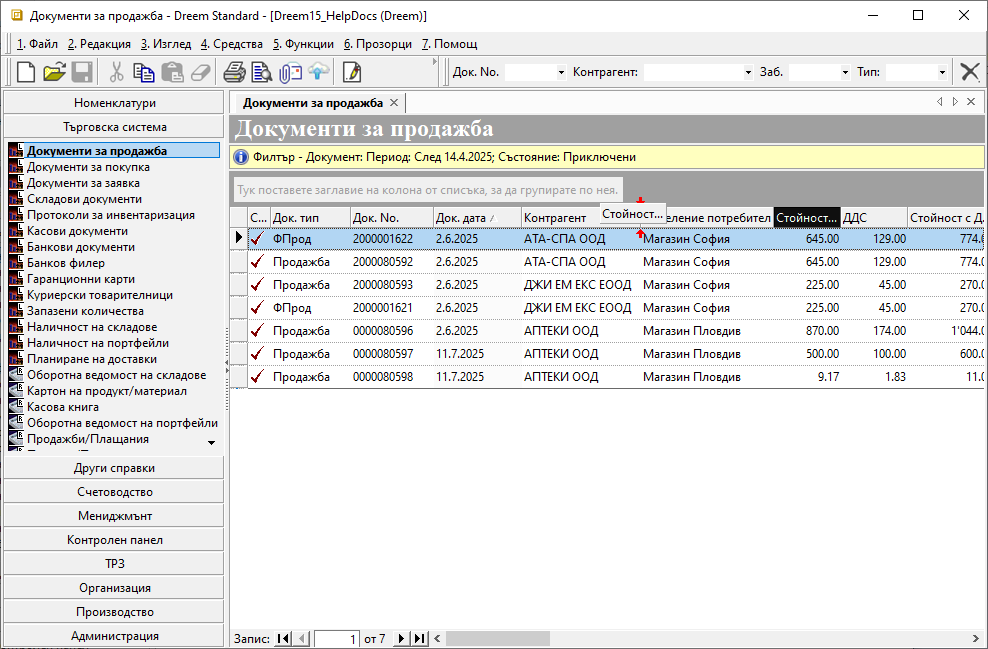 Документи за продажба - Dreem Standard - [Dreem15_HelpDocs (Dreem)]
1. Файл 2. Редакция 3. Изглед 4. Средства 5. Функции 6. Прозорци 7. Помощ
Док. No. Контрагент: Заб. Тип:
Номенклатури
Търговска система
Документи за продажба
Документи за покупка
Документи за заявка
Складови документи
Протоколи за инвентаризация
Касови документи
Банкови документи
Банков филер
Гаранционни карти
Куриерски товарителници
Запазени количества
Наличност на складове
Наличност на портфейли
Планиране на доставки
Оборотна ведомост на складове
Картон на продукт/материал
Касова книга
Оборотна ведомост на портфейли
Продажби/Плащания
Други справки
Счетоводство
Мениджмънт
Контролен панел
ТРЗ
Организация
Производство
Администрация
Документи за продажба
Документи за продажба
Филтър - Документ: Период: След 14.4.2025; Състояние: Приключени
Тук поставете заглавие на колона от списъка, за да групирате по нея.
Стойност...
С... Док. тип Док. No. Док. дата Контрагент еление потребител Стойност... ДДС Стойност с Д
ФПрод 2000001622 2.6.2025 АТА-СПА ООД Магазин София 645.00 129.00 774.0
Продажба 0000080592 2.6.2025 АТА-СПА ООД Магазин София 645.00 129.00 774.0
Продажба 0000080593 2.6.2025 ДЖИ ЕМ ЕКС ЕООД Магазин София 225.00 45.00 270.0
ФПрод 2000001621 2.6.2025 ДЖИ ЕМ ЕКС ЕООД Магазин София 225.00 45.00 270.0
Продажба 0000080596 2.6.2025 АПТЕКИ ООД Магазин Пловдив 870.00 174.00 1'044.0
Продажба 0000080597 11.7.2025 АПТЕКИ ООД Магазин Пловдив 500.00 100.00 600.0
Продажба 0000080598 11.7.2025 АПТЕКИ ООД Магазин Пловдив 9.17 1.83 11.0
Запис: 1 от 7